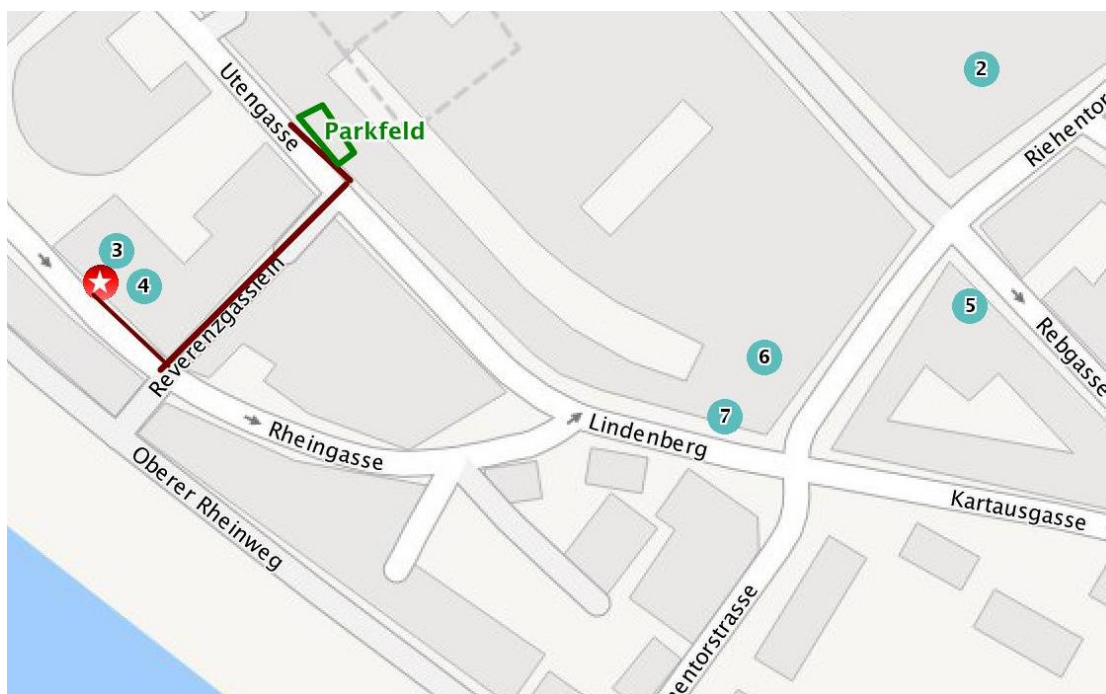 2
Utengasse
Parkfeld
Riehentor
3
4
Reverenzgässlein
5
Rebgasse
6
7
Lindenberg
Rheingasse
Oberer Rheinweg
Kartausgasse
entorstrasse